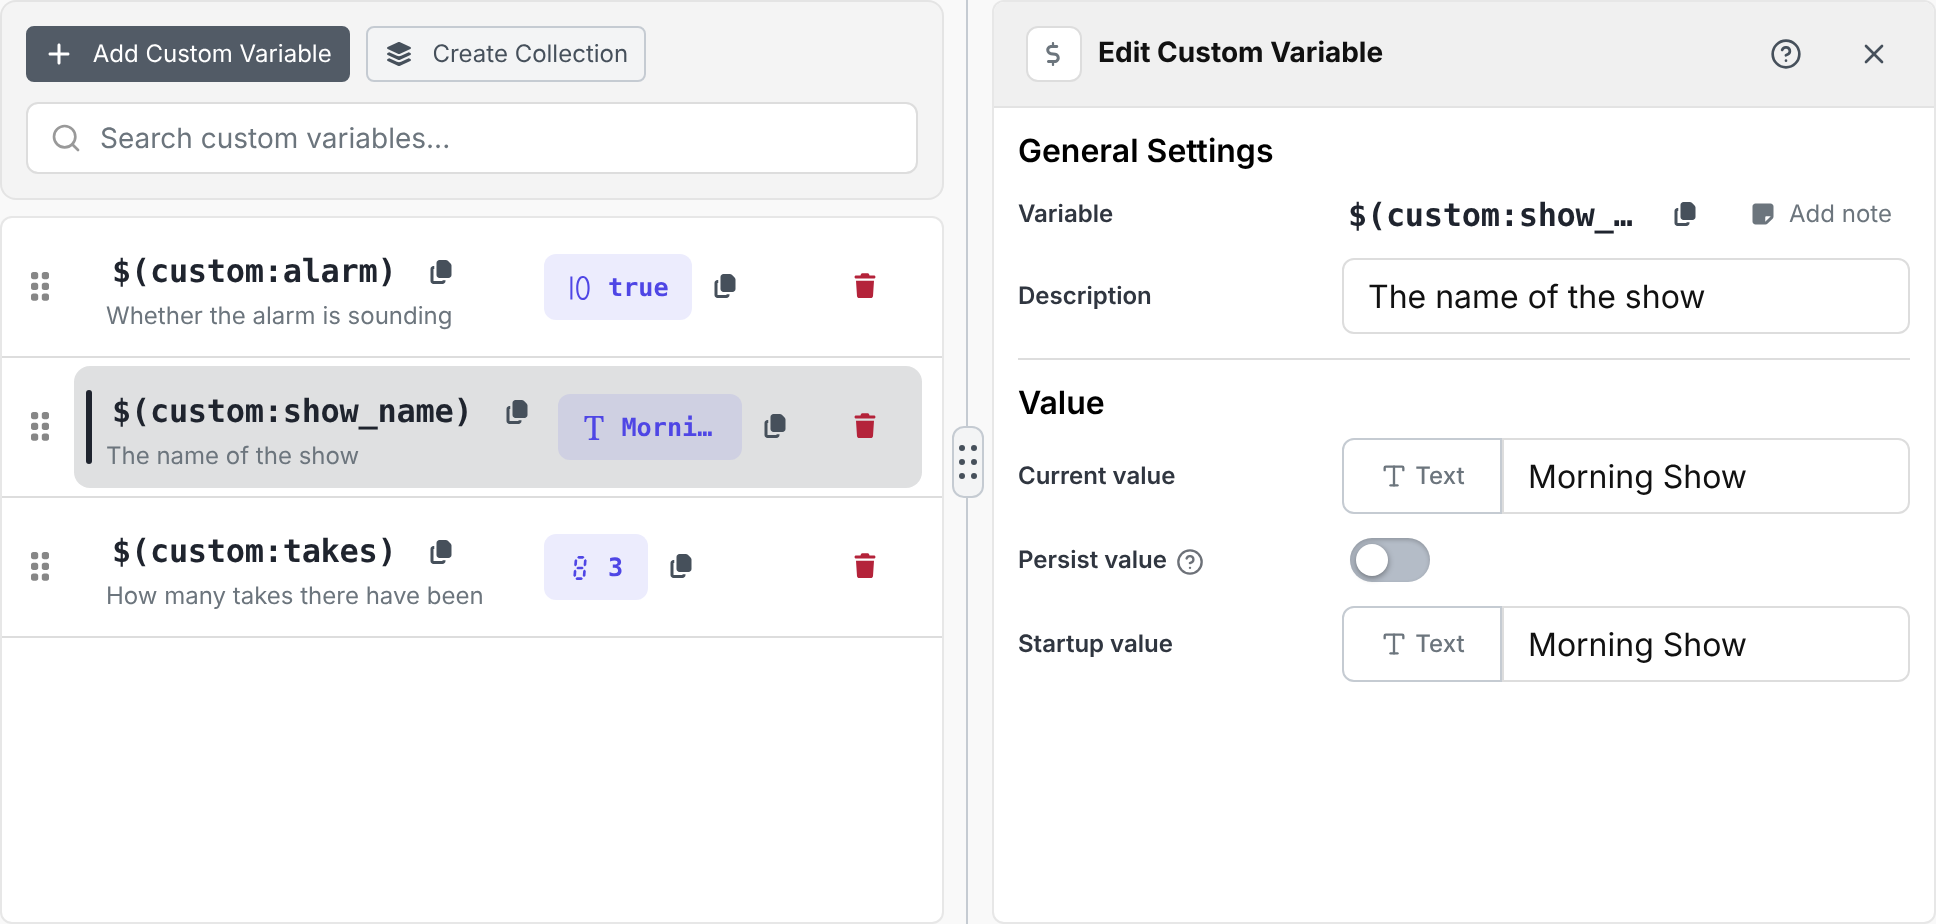 Add Custom Variable
Create Collection
Search custom variables...
$(custom:alarm)
true
Whether the alarm is sounding
$(custom:show_name)
Morni…
The name of the show
$(custom:takes)
3
How many takes there have been
$ Edit Custom Variable
General Settings
Variable
$(custom:show_…
Add note
Description
The name of the show
Value
Current value
Text
Morning Show
Persist value
Startup value
Text
Morning Show